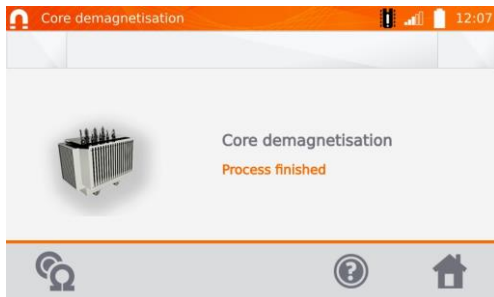 Core demagnetisation
12:07
Core demagnetisation
Process finished